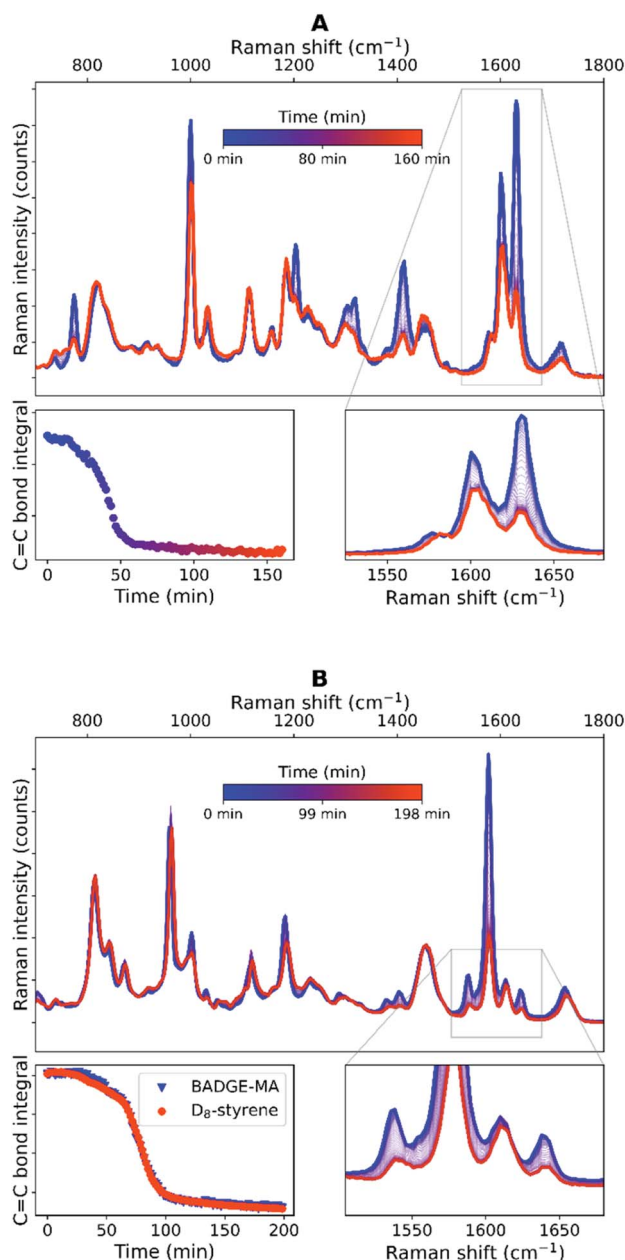 A
Raman shift (cm⁻¹)
800 1000 1200 1400 1600 1800
Raman intensity (counts)
Time (min)
0 min 80 min 160 min
C=C bond integral
0 50 100 150
Time (min)
1550 1600 1650
Raman shift (cm⁻¹)
B
Raman shift (cm⁻¹)
800 1000 1200 1400 1600 1800
Raman intensity (counts)
Time (min)
0 min 99 min 198 min
C=C bond integral
BADGE-MA
D₈-styrene
0 50 100 150 200
Time (min)
1550 1600 1650
Raman shift (cm⁻¹)